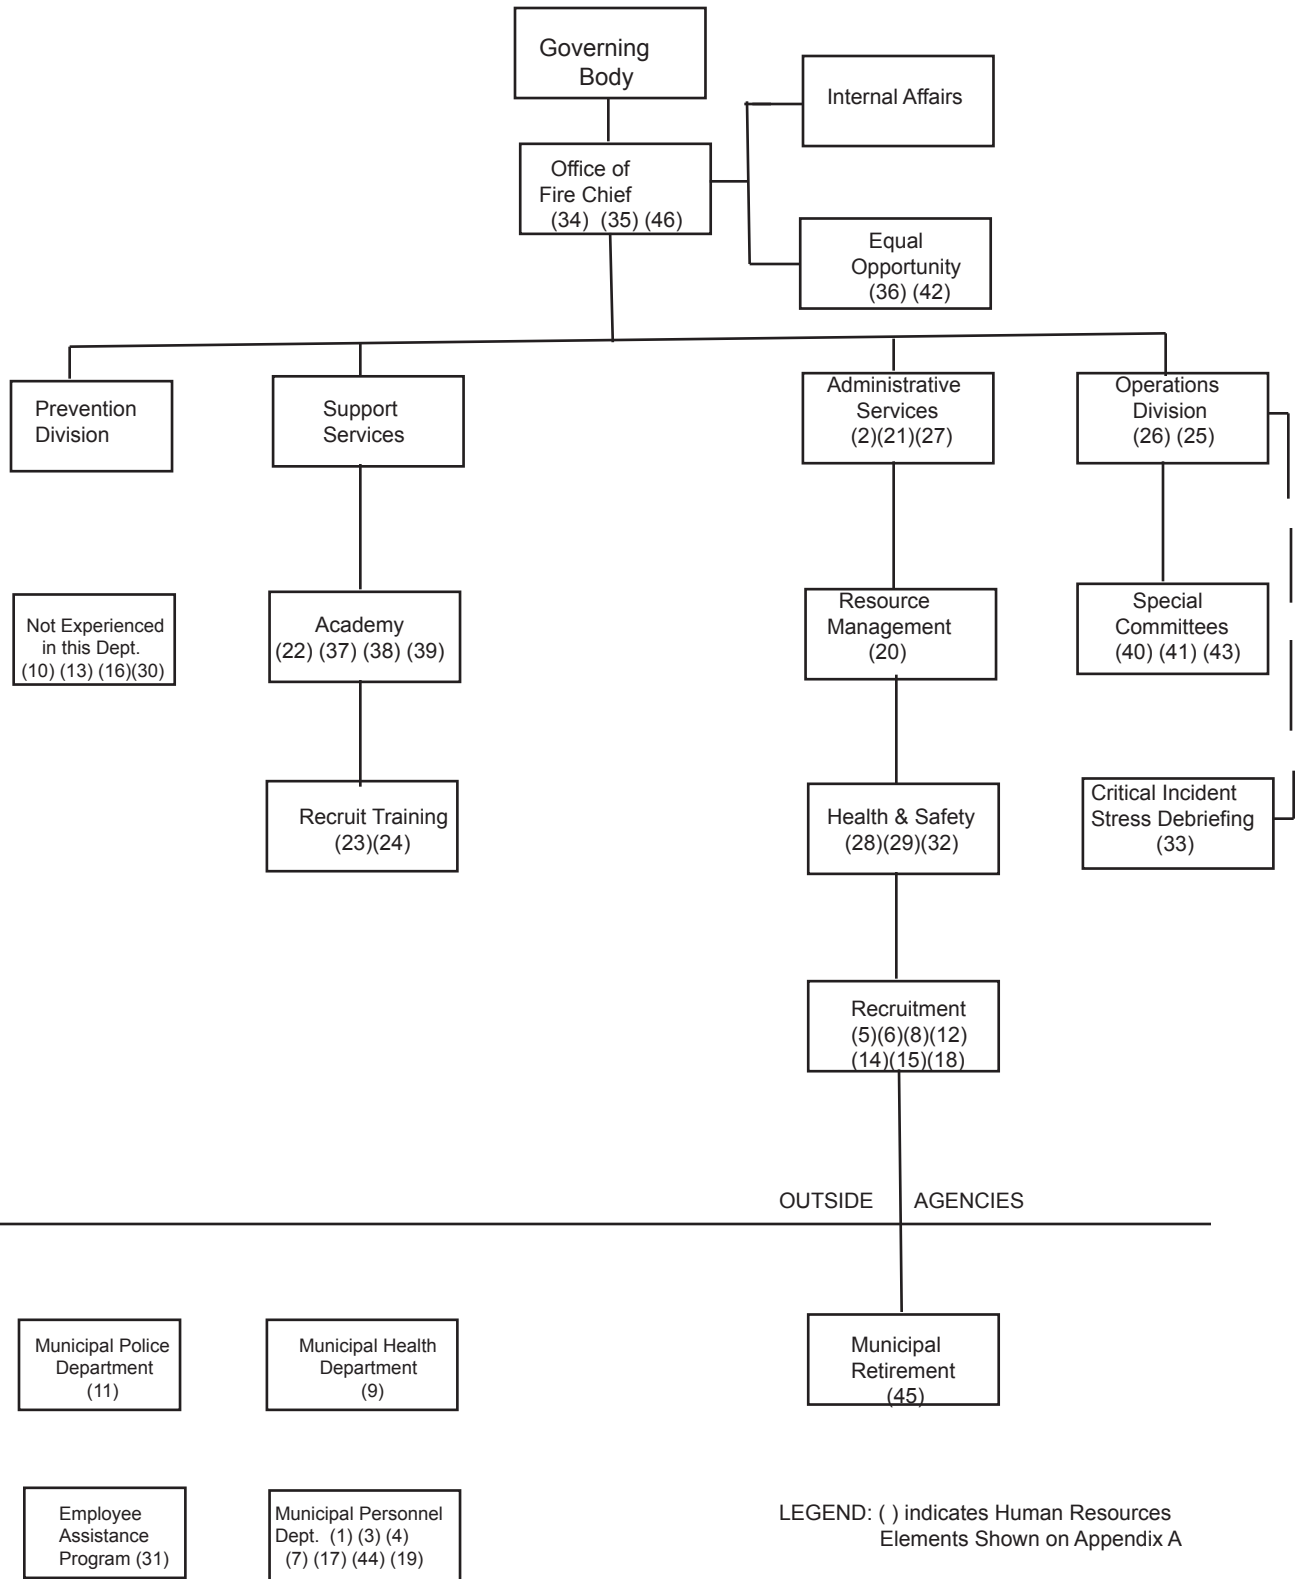 Governing
Body
Internal Affairs
Office of
Fire Chief
(34) (35) (46)
Equal
Opportunity
(36) (42)
Prevention
Division
Support
Services
Administrative
Services
(2)(21)(27)
Operations
Division
(26) (25)
Not Experienced
in this Dept.
(10) (13) (16)(30)
Academy
(22) (37) (38) (39)
Resource
Management
(20)
Special
Committees
(40) (41) (43)
Recruit Training
(23)(24)
Health & Safety
(28)(29)(32)
Critical Incident
Stress Debriefing
(33)
Recruitment
(5)(6)(8)(12)
(14)(15)(18)
OUTSIDE AGENCIES
Municipal Police
Department
(11)
Municipal Health
Department
(9)
Municipal
Retirement
(45)
Employee
Assistance
Program (31)
Municipal Personnel
Dept. (1) (3) (4)
(7) (17) (44) (19)
LEGEND: ( ) indicates Human Resources
Elements Shown on Appendix A